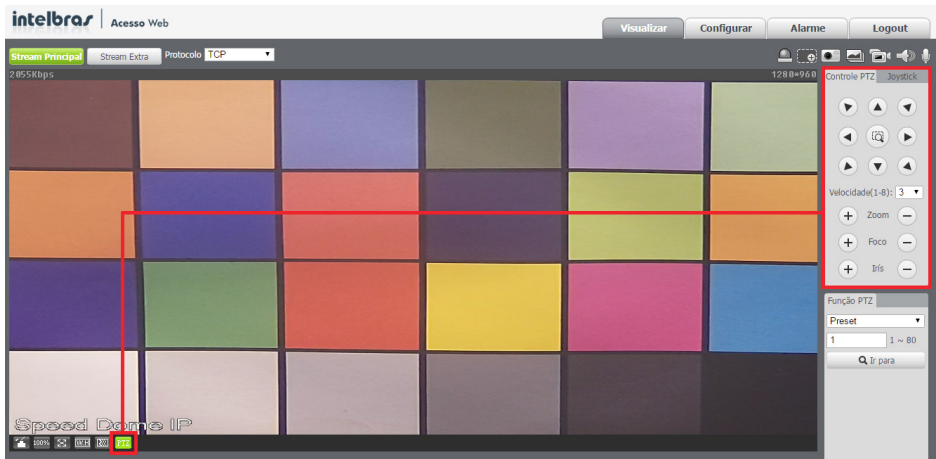 intelbras Acesso Web
Visualizar Configurar Alarme Logout
Stream Principal Stream Extra Protocolo TCP
2055Kbps 1280*960
Controle PTZ Joystick
Velocidade(1-8): 3
+ Zoom −
+ Foco −
+ Irís −
Função PTZ
Preset
1 1 ~ 80
Ir para
Speed Dome IP
100% PTZ